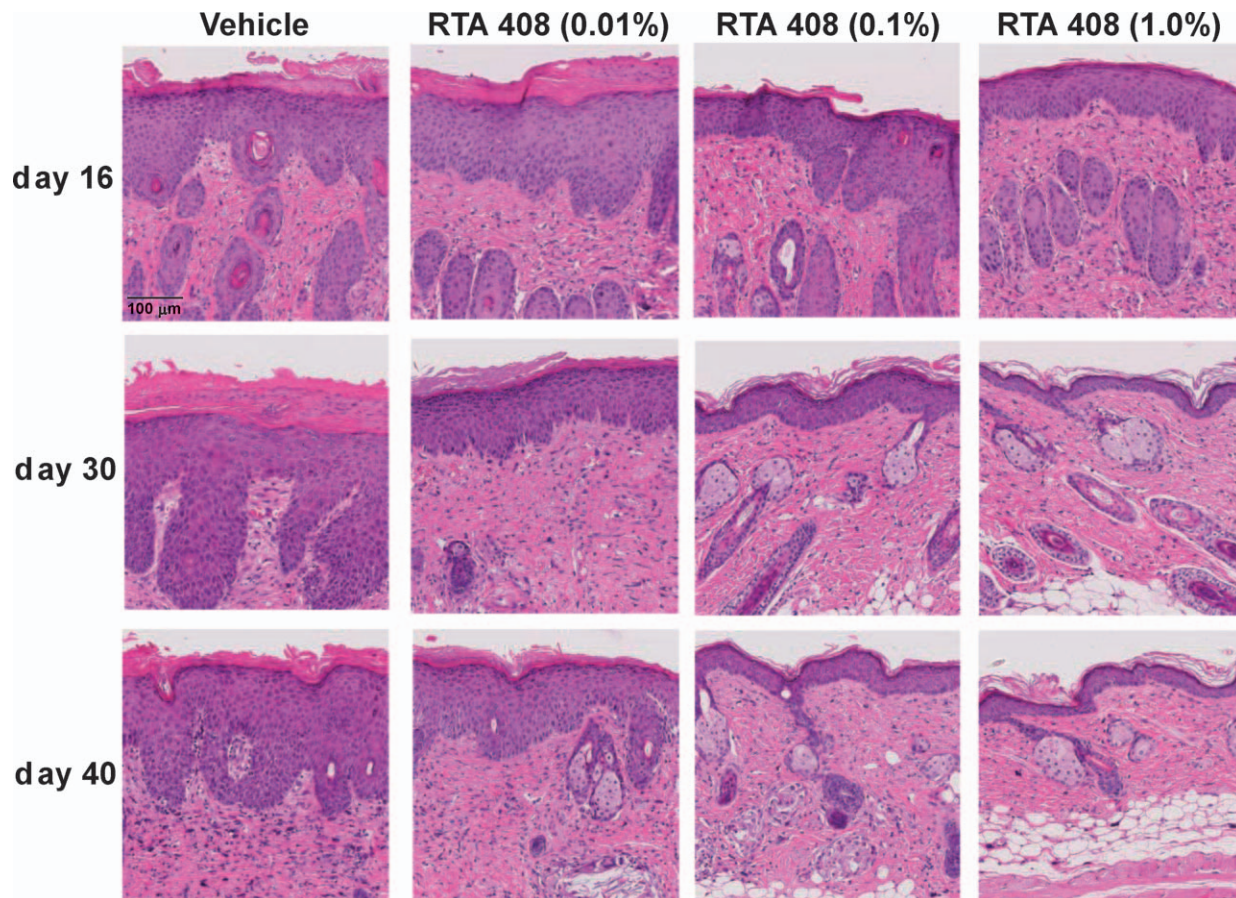 Vehicle RTA 408 (0.01%) RTA 408 (0.1%) RTA 408 (1.0%)
day 16
100 μm
day 30
day 40